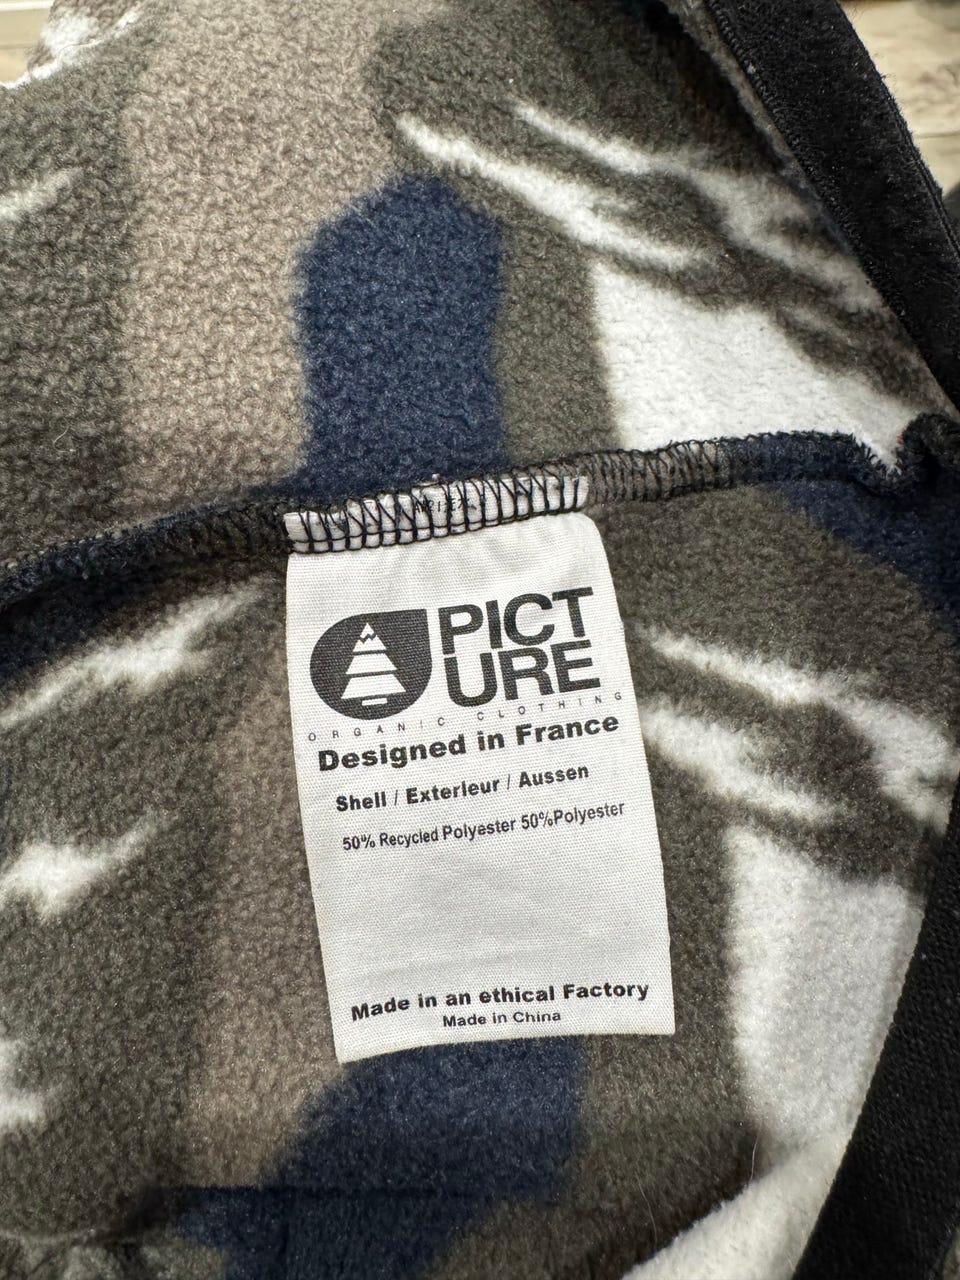 PICT
URE
ORGANIC CLOTHING
Designed in France
Shell / Exterleur / Aussen
50% Recycled Polyester 50%Polyester
Made in an ethical Factory
Made in China